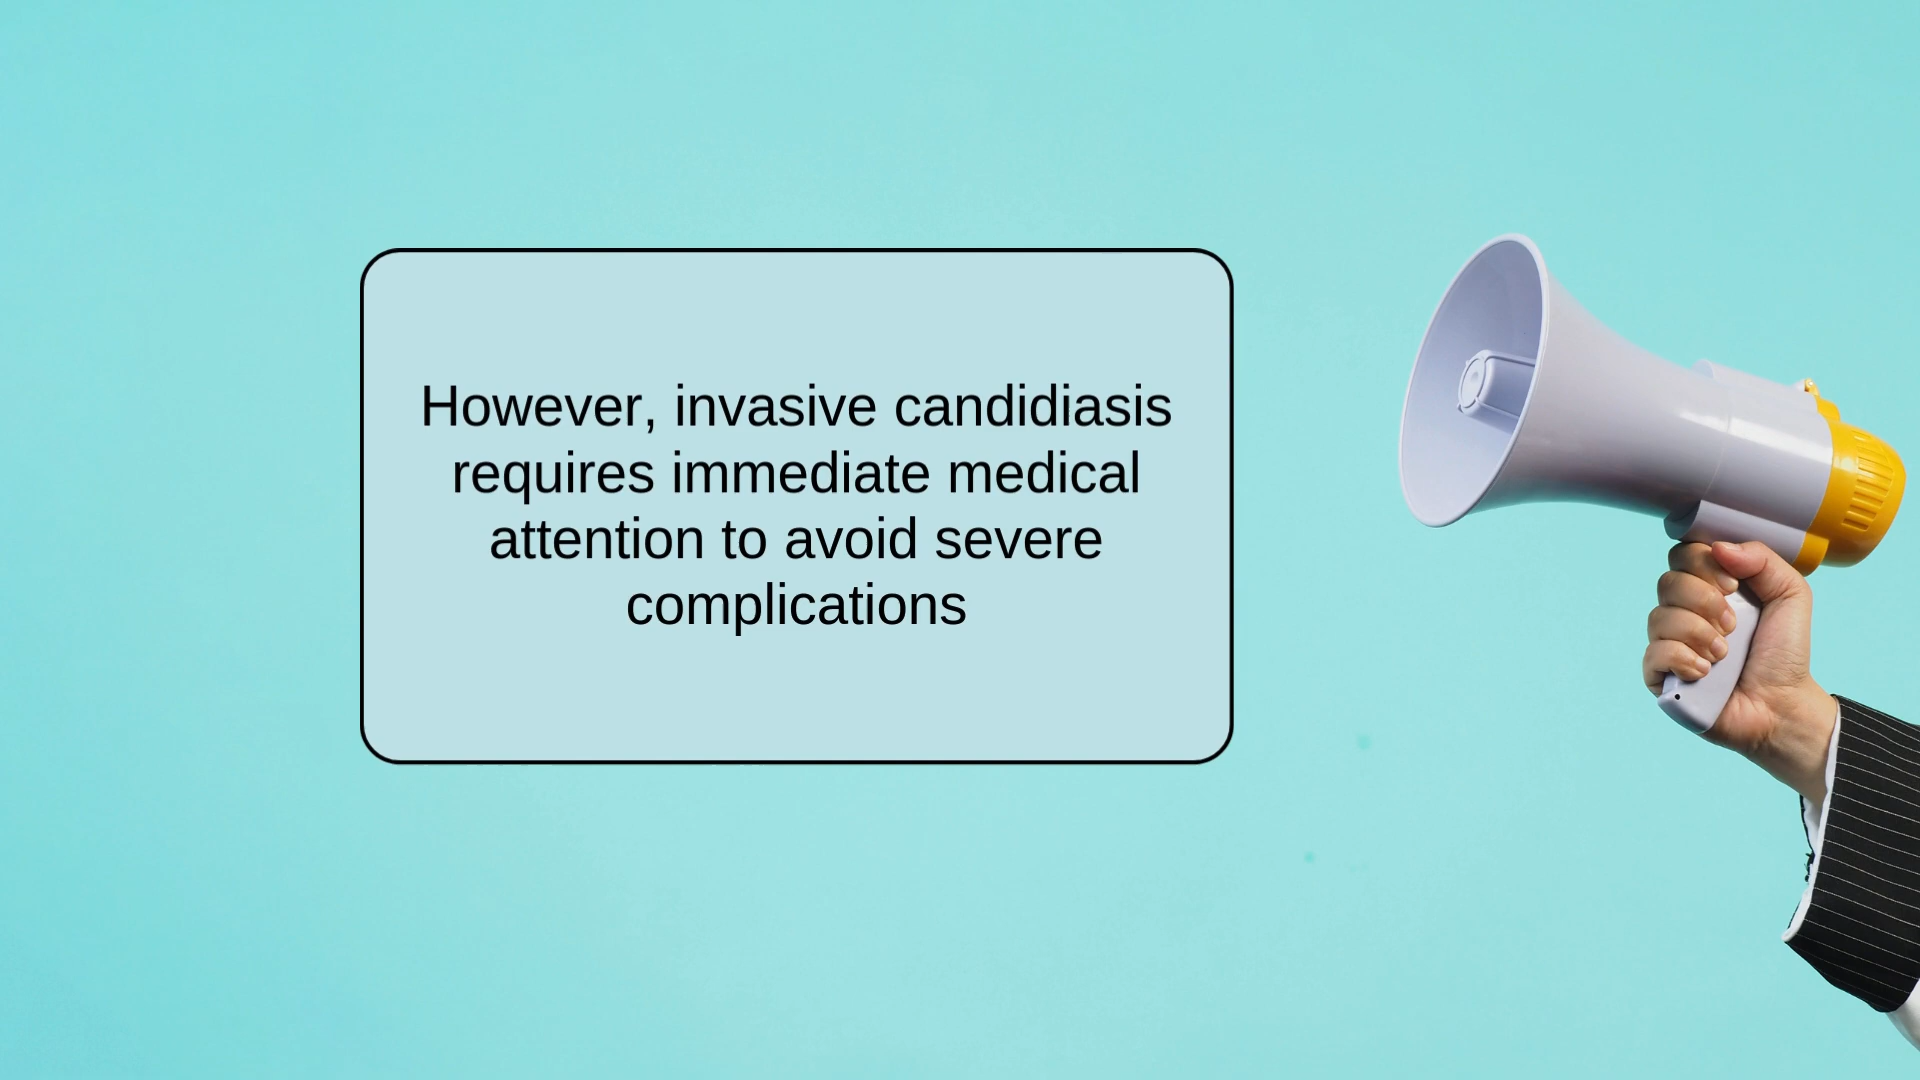 However, invasive candidiasis
requires immediate medical
attention to avoid severe
complications